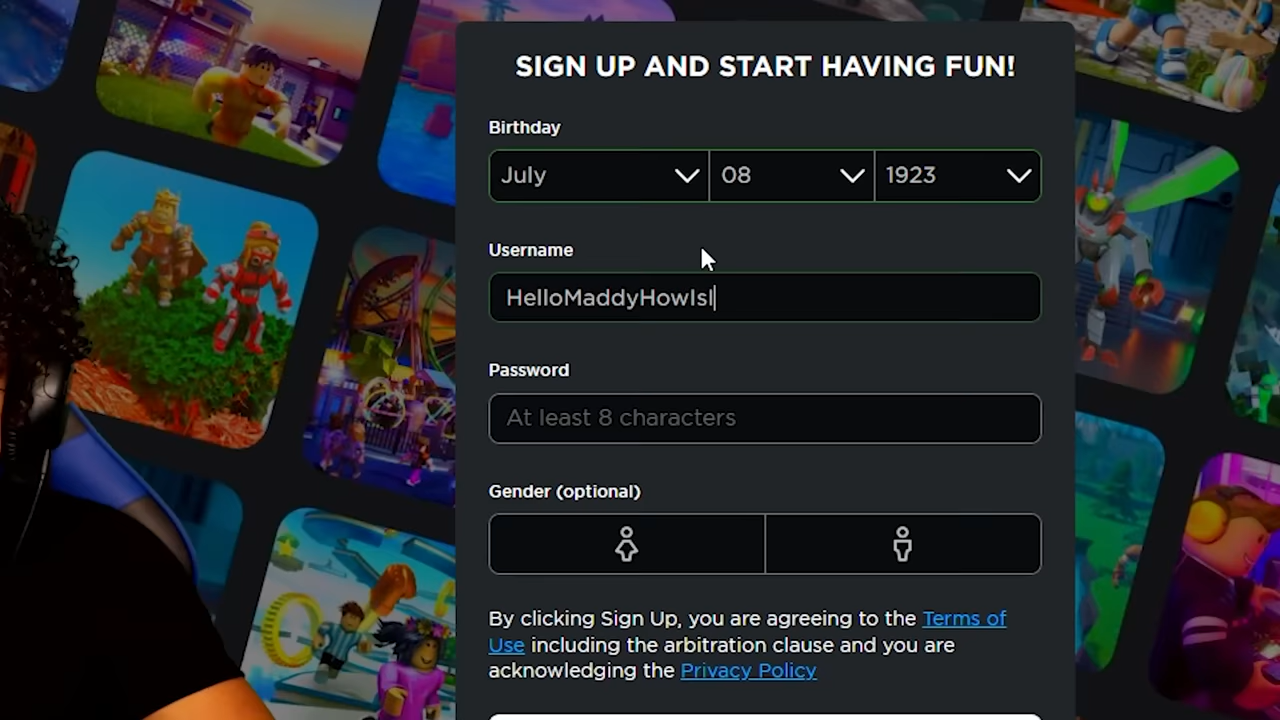 SIGN UP AND START HAVING FUN!
Birthday
July 08 1923
Username
HelloMaddyHowIsI
Password
At least 8 characters
Gender (optional)
By clicking Sign Up, you are agreeing to the Terms of
Use including the arbitration clause and you are
acknowledging the Privacy Policy